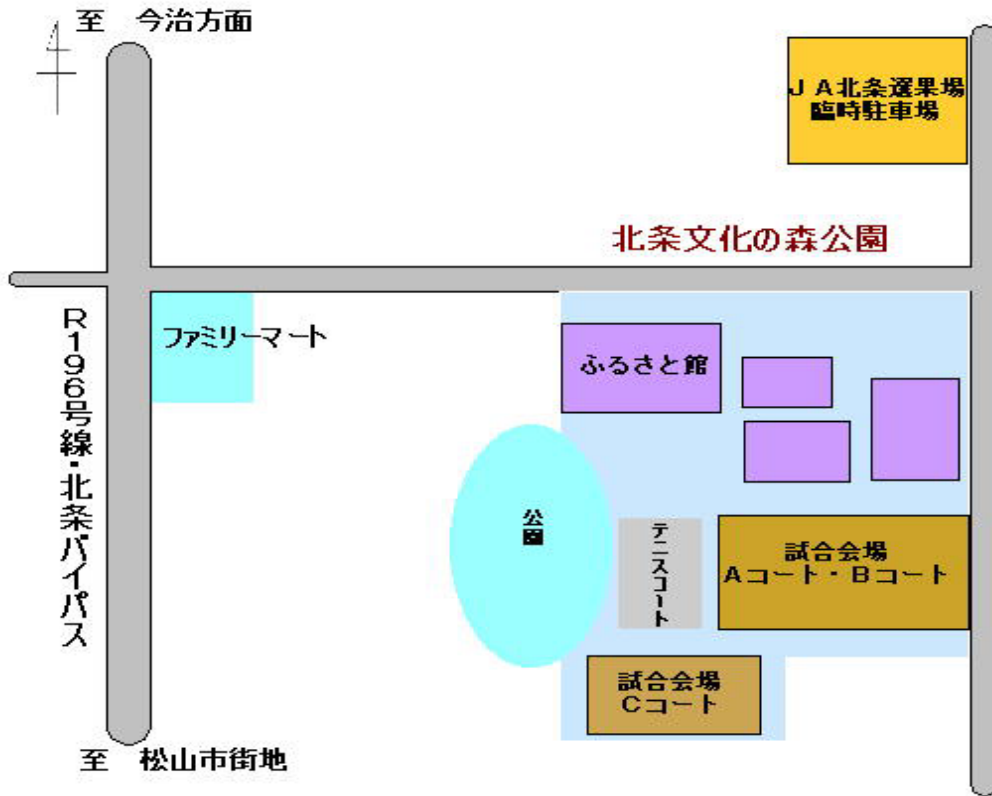 至 今治方面
JA北条選果場
臨時駐車場
北条文化の森公園
R196号線・北条バイパス
ファミリーマート
ふるさと館
公園
テニスコート
試合会場
Aコート・Bコート
試合会場
Cコート
至 松山市街地